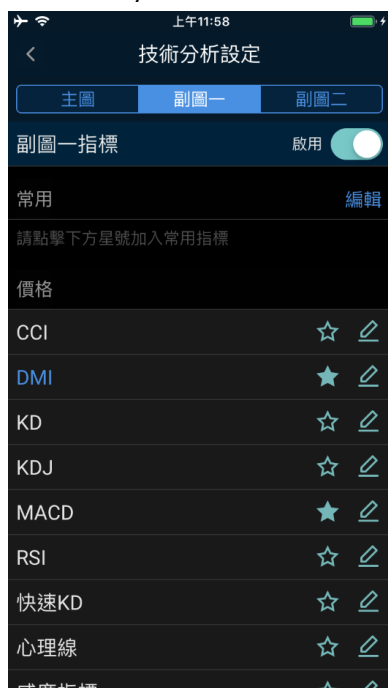 上午11:58
技術分析設定
主圖 副圖一 副圖二
副圖一指標 啟用
常用 編輯
請點擊下方星號加入常用指標
價格
CCI
DMI
KD
KDJ
MACD
RSI
快速KD
心理線